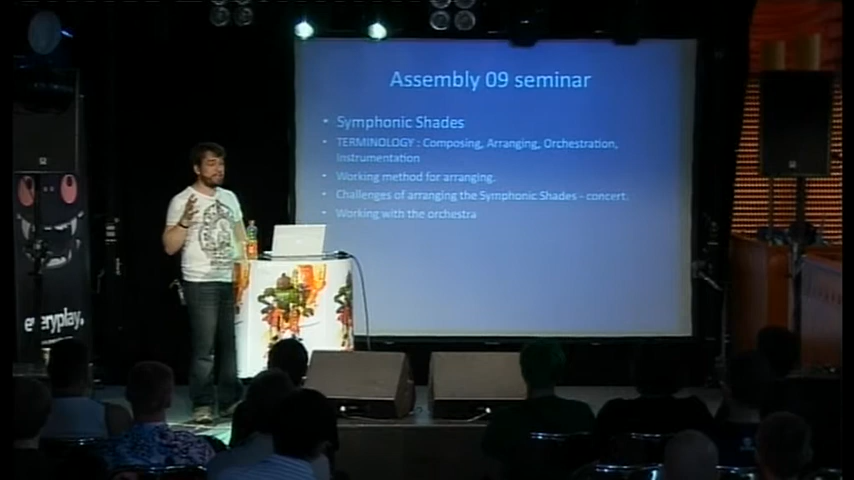 Assembly 09 seminar
• Symphonic Shades
• TERMINOLOGY : Composing, Arranging, Orchestration,
Instrumentation
• Working method for arranging.
• Challenges of arranging the Symphonic Shades - concert.
• Working with the orchestra
everyplay.